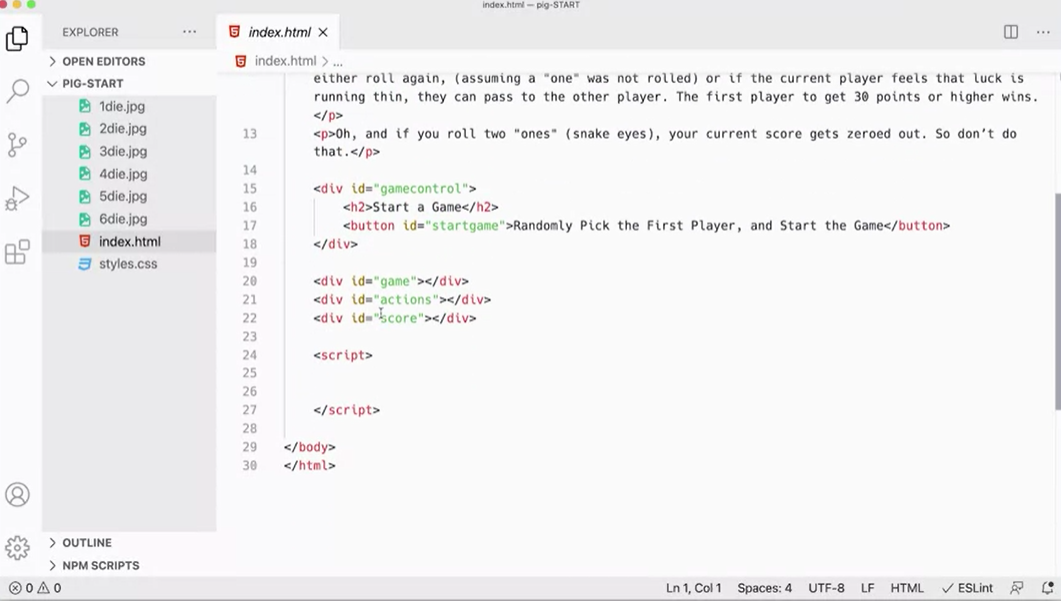 index.html — pig-START
EXPLORER
index.html
OPEN EDITORS
index.html > ...
PIG-START
1die.jpg
2die.jpg
3die.jpg
4die.jpg
5die.jpg
6die.jpg
index.html
styles.css
OUTLINE
NPM SCRIPTS
either roll again, (assuming a "one" was not rolled) or if the current player feels that luck is
running thin, they can pass to the other player. The first player to get 30 points or higher wins.
</p>
13 <p>Oh, and if you roll two "ones" (snake eyes), your current score gets zeroed out. So don’t do
that.</p>
14
15 <div id="gamecontrol">
16 <h2>Start a Game</h2>
17 <button id="startgame">Randomly Pick the First Player, and Start the Game</button>
18 </div>
19
20 <div id="game"></div>
21 <div id="actions"></div>
22 <div id="score"></div>
23
24 <script>
25
26
27 </script>
28
29 </body>
30 </html>
0 0
Ln 1, Col 1 Spaces: 4 UTF-8 LF HTML ESLint